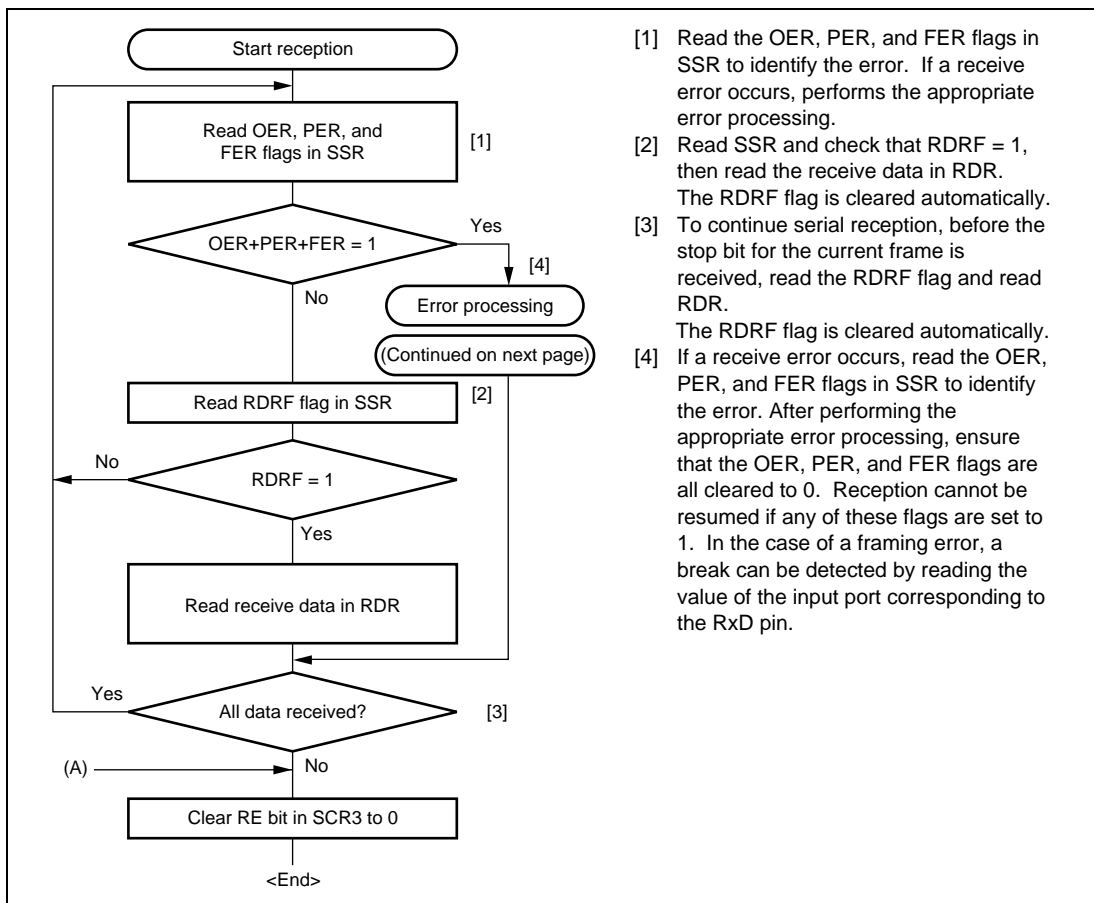 Start reception
Read OER, PER, and
FER flags in SSR
[1]
OER+PER+FER = 1
Yes
[4]
No
Error processing
(Continued on next page)
Read RDRF flag in SSR
[2]
No
RDRF = 1
Yes
Read receive data in RDR
Yes
All data received?
[3]
(A)
No
Clear RE bit in SCR3 to 0
<End>
[1] Read the OER, PER, and FER flags in
SSR to identify the error. If a receive
error occurs, performs the appropriate
error processing.
[2] Read SSR and check that RDRF = 1,
then read the receive data in RDR.
The RDRF flag is cleared automatically.
[3] To continue serial reception, before the
stop bit for the current frame is
received, read the RDRF flag and read
RDR.
The RDRF flag is cleared automatically.
[4] If a receive error occurs, read the OER,
PER, and FER flags in SSR to identify
the error. After performing the
appropriate error processing, ensure
that the OER, PER, and FER flags are
all cleared to 0. Reception cannot be
resumed if any of these flags are set to
1. In the case of a framing error, a
break can be detected by reading the
value of the input port corresponding to
the RxD pin.